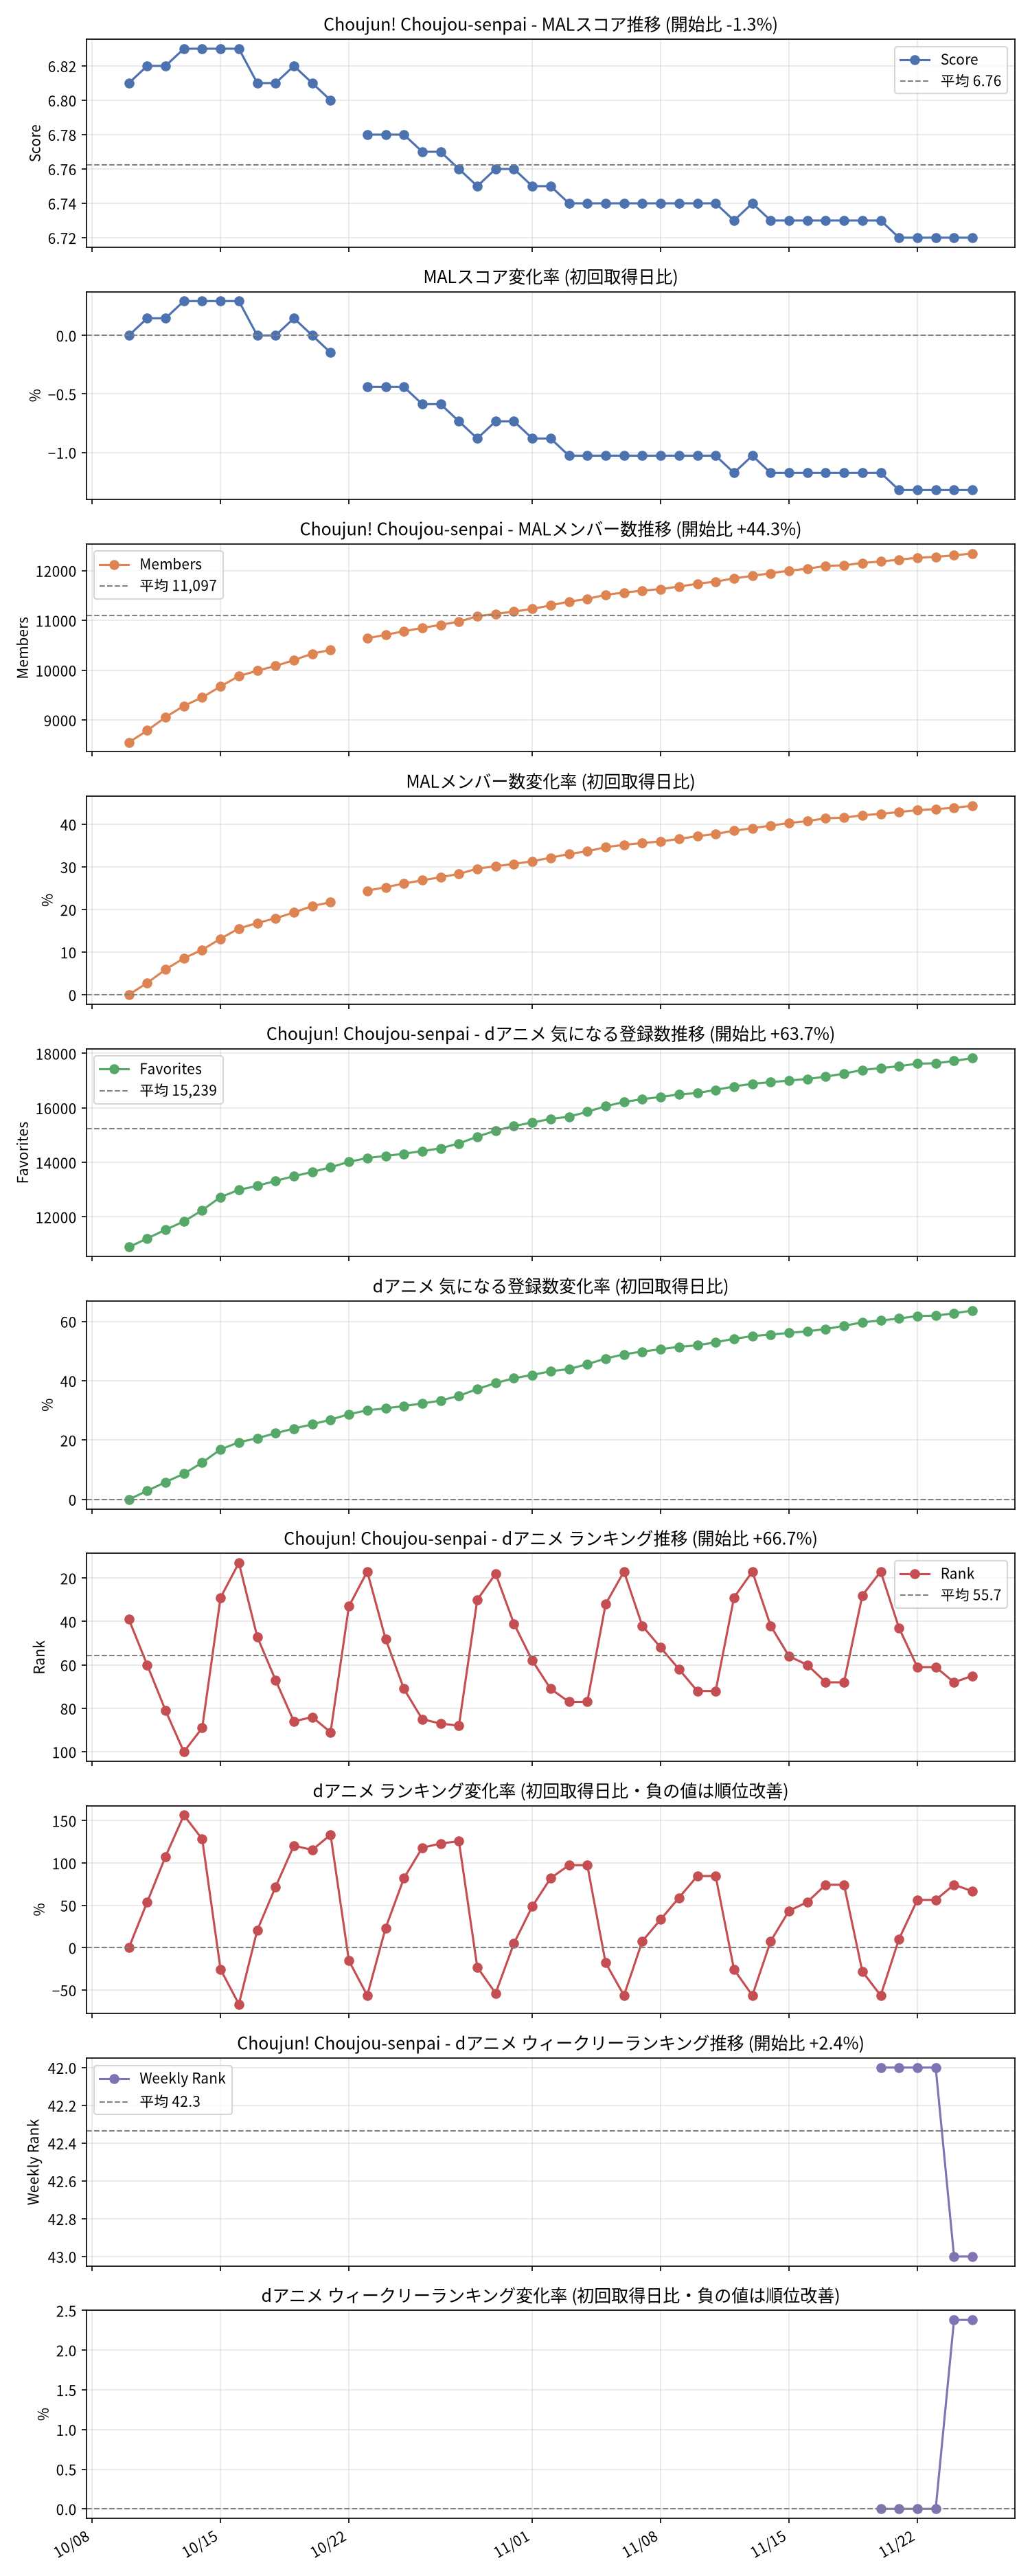 Choujun! Choujou-senpai - MALスコア推移 (開始比 -1.3%)
Score
6.82
6.80
6.78
6.76
6.74
6.72
Score
平均 6.76
MALスコア変化率 (初回取得日比)
%
0.0
−0.5
−1.0
Choujun! Choujou-senpai - MALメンバー数推移 (開始比 +44.3%)
Members
12000
11000
10000
9000
Members
平均 11,097
MALメンバー数変化率 (初回取得日比)
%
40
30
20
10
0
Choujun! Choujou-senpai - dアニメ 気になる登録数推移 (開始比 +63.7%)
Favorites
18000
16000
14000
12000
Favorites
平均 15,239
dアニメ 気になる登録数変化率 (初回取得日比)
%
60
40
20
0
Choujun! Choujou-senpai - dアニメ ランキング推移 (開始比 +66.7%)
Rank
20
40
60
80
100
Rank
平均 55.7
dアニメ ランキング変化率 (初回取得日比・負の値は順位改善)
%
150
100
50
0
−50
Choujun! Choujou-senpai - dアニメ ウィークリーランキング推移 (開始比 +2.4%)
Weekly Rank
42.0
42.2
42.4
42.6
42.8
43.0
Weekly Rank
平均 42.3
dアニメ ウィークリーランキング変化率 (初回取得日比・負の値は順位改善)
%
2.5
2.0
1.5
1.0
0.5
0.0
10/08
10/15
10/22
11/01
11/08
11/15
11/22